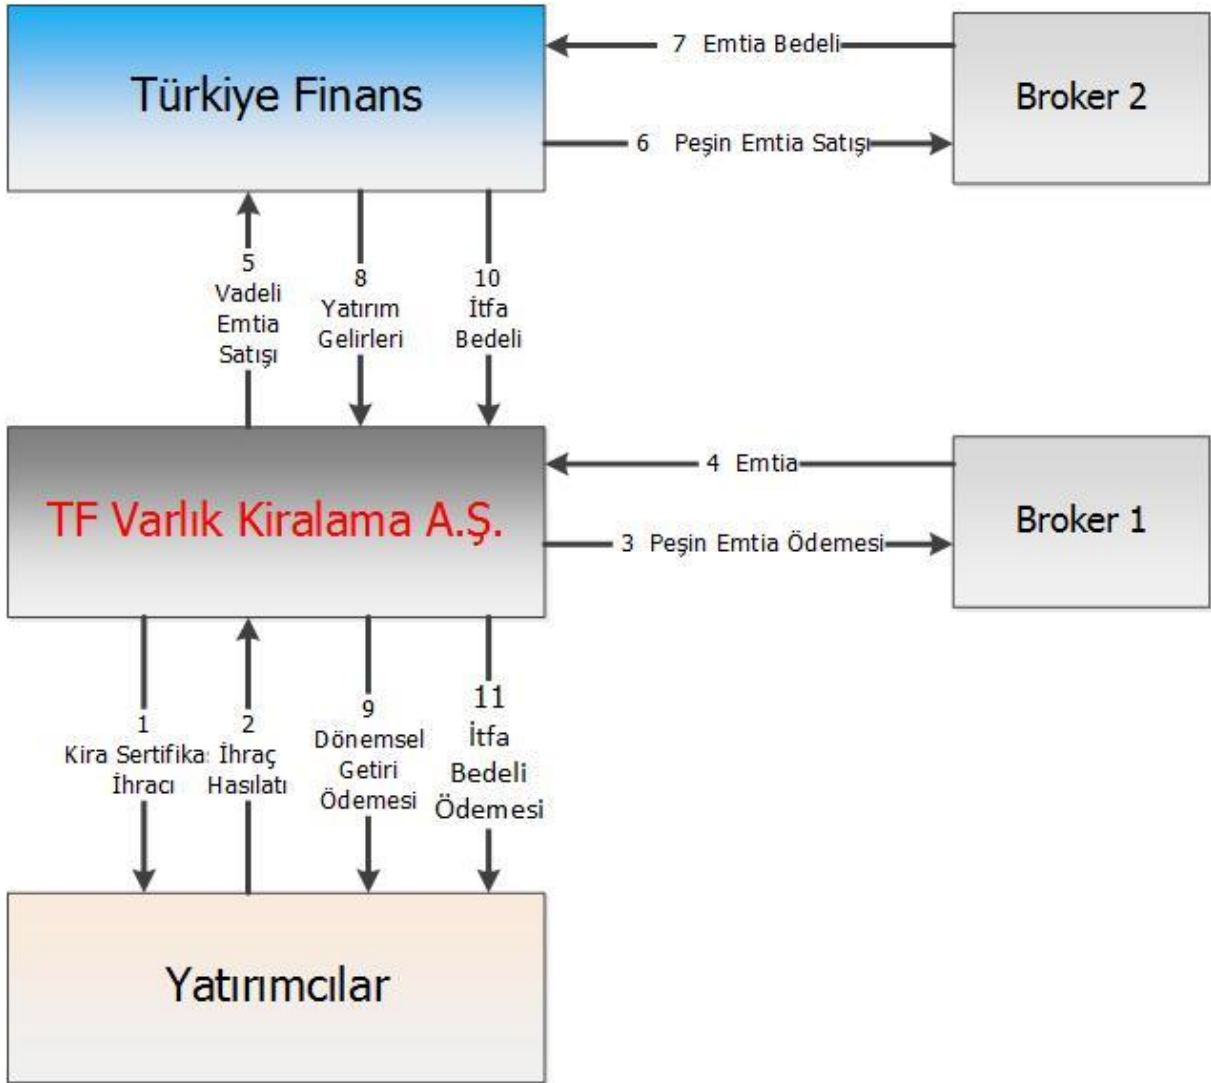 Türkiye Finans
7 Emtia Bedeli
6 Peşin Emtia Satışı
Broker 2
5
Vadeli
Emtia
Satışı
8
Yatırım
Gelirleri
10
İtfa
Bedeli
TF Varlık Kiralama A.Ş.
4 Emtia
3 Peşin Emtia Ödemesi
Broker 1
1
Kira Sertifika
İhracı
2
İhraç
Hasılatı
9
Dönemsel
Getiri
Ödemesi
11
İtfa
Bedeli
Ödemesi
Yatırımcılar